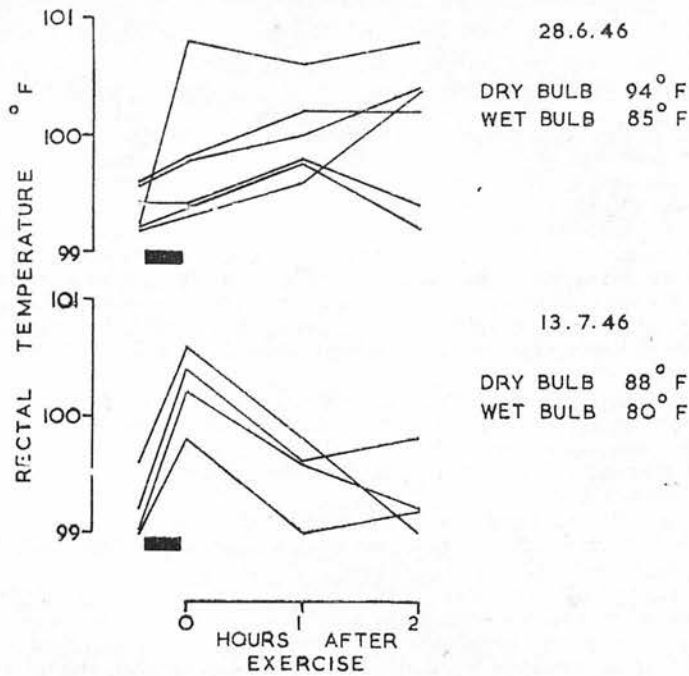 101
100
99
28.6.46
DRY BULB 94°F
WET BULB 85°F
RECTAL TEMPERATURE °F
101
100
99
13.7.46
DRY BULB 88°F
WET BULB 80°F
0 1 2
HOURS AFTER
EXERCISE